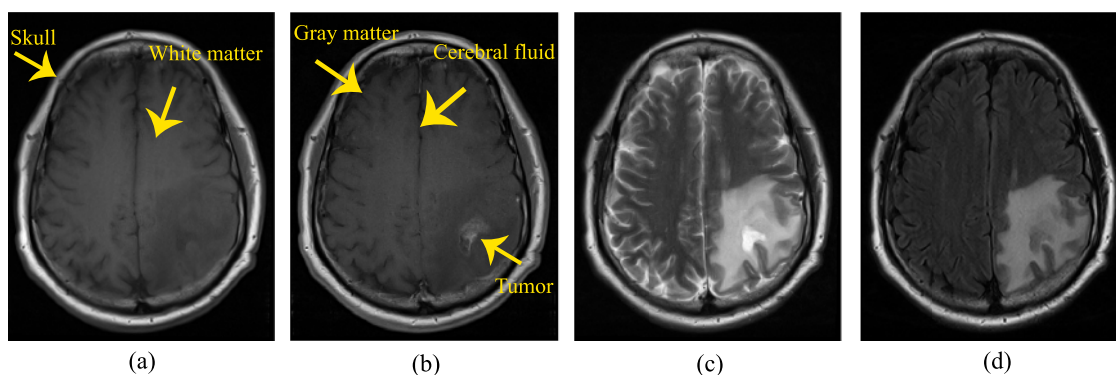 Skull
White matter
Gray matter
Cerebral fluid
Tumor
(a)
(b)
(c)
(d)